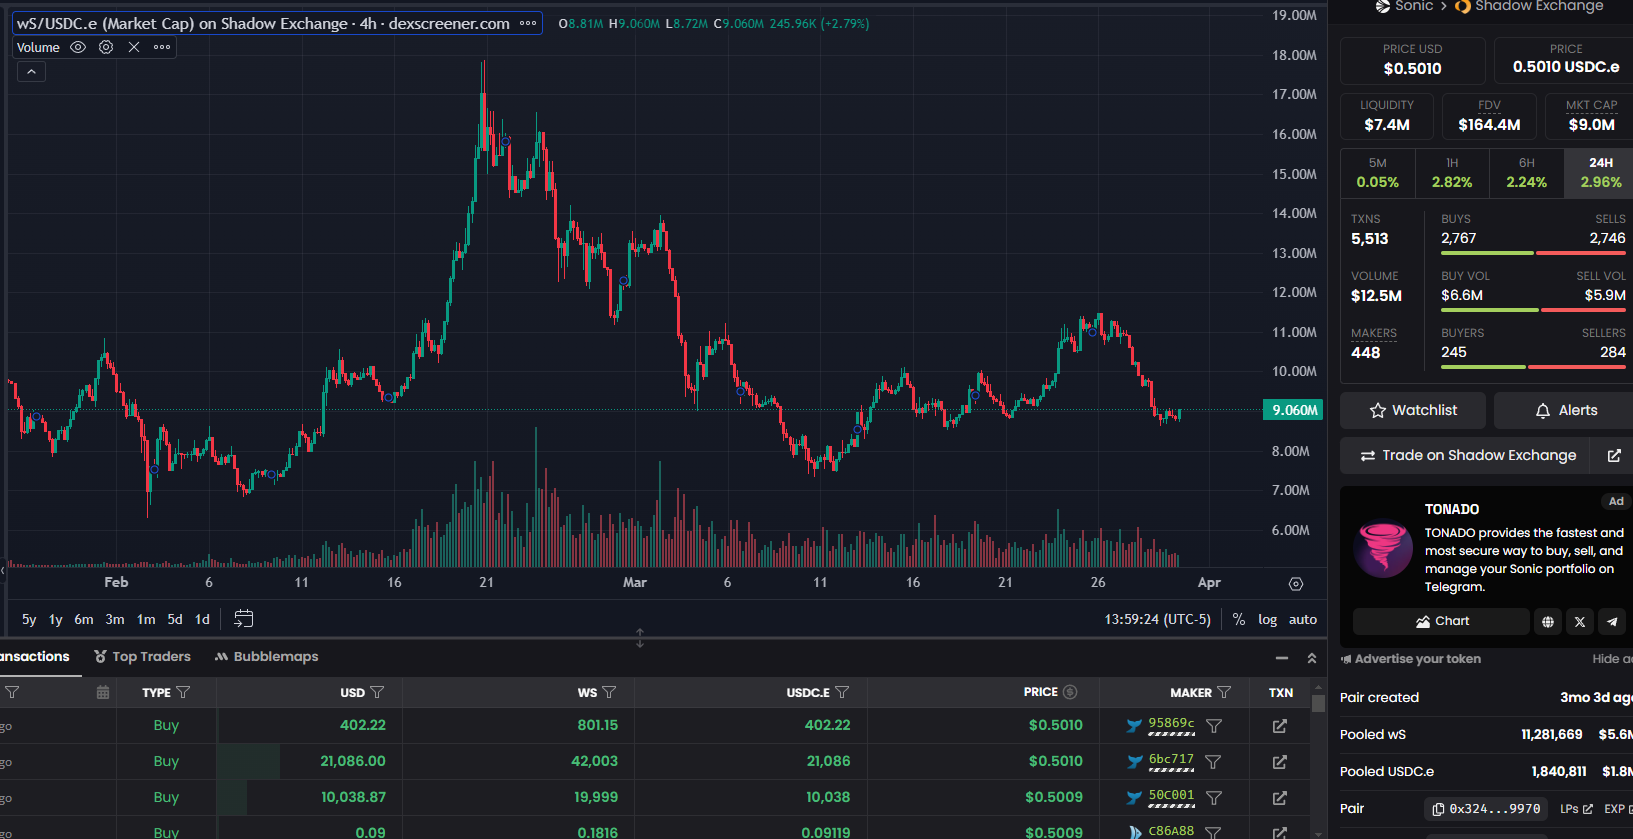 wS/USDC.e (Market Cap) on Shadow Exchange · 4h · dexscreener.com
O8.81M H9.060M L8.72M C9.060M 245.96K (+2.79%)
Volume
19.00M
18.00M
17.00M
16.00M
15.00M
14.00M
13.00M
12.00M
11.00M
10.00M
9.060M
8.00M
7.00M
6.00M
Feb 6 11 16 21 Mar 6 11 16 21 26 Apr
5y 1y 6m 3m 1m 5d 1d
13:59:24 (UTC-5) % log auto
ansactions Top Traders Bubblemaps
TYPE USD WS USDC.E PRICE MAKER TXN
go Buy 402.22 801.15 402.22 $0.5010 95869c
go Buy 21,086.00 42,003 21,086 $0.5010 6bc717
go Buy 10,038.87 19,999 10,038 $0.5009 50C001
go Buy 0.09 0.1816 0.09119 $0.5009 C86A88
Sonic > Shadow Exchange
PRICE USD
$0.5010
PRICE
0.5010 USDC.e
LIQUIDITY
$7.4M
FDV
$164.4M
MKT CAP
$9.0M
5M
0.05%
1H
2.82%
6H
2.24%
24H
2.96%
TXNS
5,513
BUYS SELLS
2,767 2,746
VOLUME
$12.5M
BUY VOL SELL VOL
$6.6M $5.9M
MAKERS
448
BUYERS SELLERS
245 284
Watchlist
Alerts
Trade on Shadow Exchange
Ad
TONADO
TONADO provides the fastest and
most secure way to buy, sell, and
manage your Sonic portfolio on
Telegram.
Chart
Advertise your token Hide a
Pair created 3mo 3d ag
Pooled wS 11,281,669 $5.6M
Pooled USDC.e 1,840,811 $1.8M
Pair 0x324...9970 LPs EXP